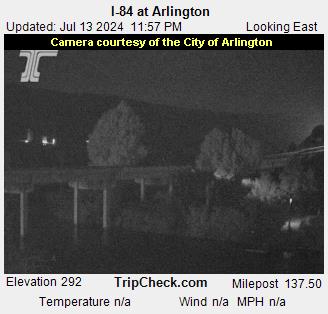 I-84 at Arlington
Updated: Jul 13 2024 11:57 PM Looking East
Camera courtesy of the City of Arlington
Elevation 292 TripCheck.com Milepost 137.50
Temperature n/a Wind n/a MPH n/a